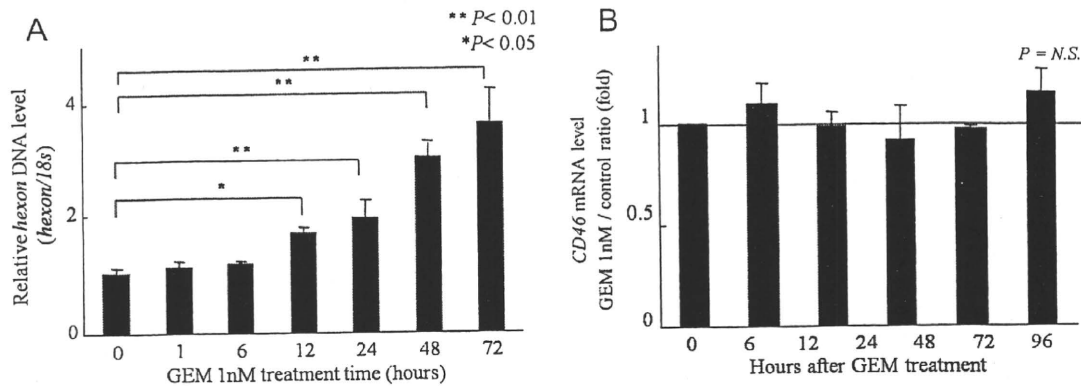 A
** P< 0.01
*P< 0.05
**
**
**
*
Relative hexon DNA level
(hexon/18s)
4
2
0
0 1 6 12 24 48 72
GEM 1nM treatment time (hours)
B
P = N.S.
CD46 mRNA level
GEM 1nM / control ratio (fold)
1
0.5
0
0 6 12 24 48 72 96
Hours after GEM treatment